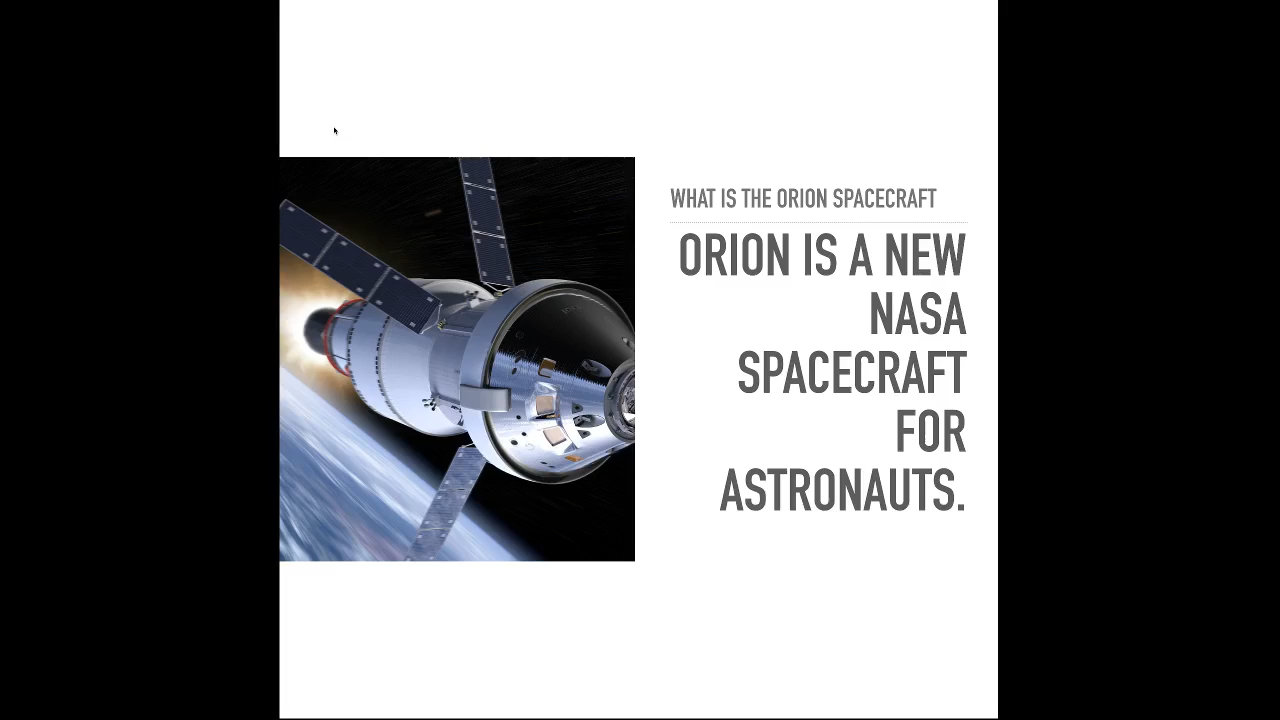 WHAT IS THE ORION SPACECRAFT
ORION IS A NEW
NASA
SPACECRAFT
FOR
ASTRONAUTS.